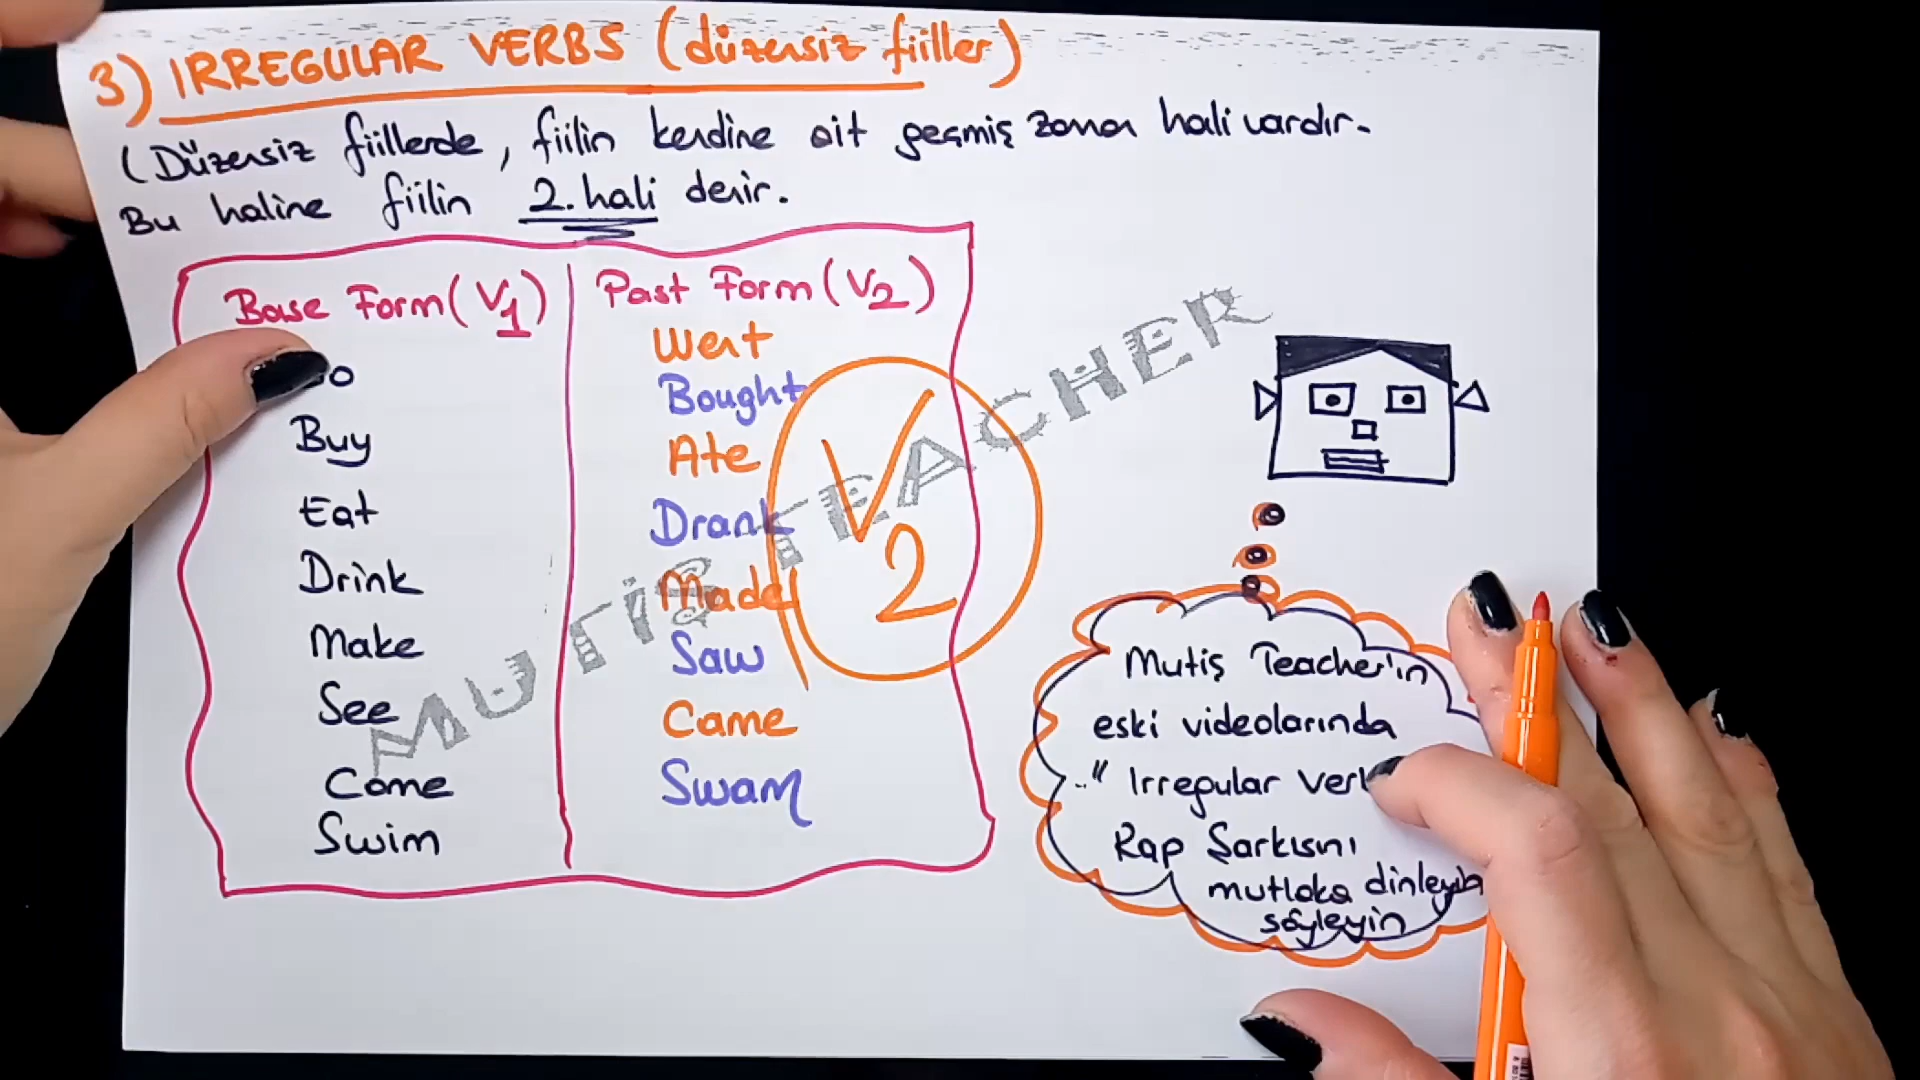 3) IRREGULAR VERBS (düzensiz fiiller)
(Düzensiz fiillerde, fiilin kendine ait geçmiş zaman hali vardır.
Bu haline fiilin 2. hali denir.
Base Form (V1)
Past Form (V2)
Went
Buy
Bought
Eat
Ate
Drink
Drank
Make
Made
See
Saw
Come
Came
Swim
Swam
V2
MUTİŞ TEACHER
Mutiş Teacher'ın
eski videolarında
" Irregular
Rap Şarkısını
mutlaka dinleyin
söyleyin